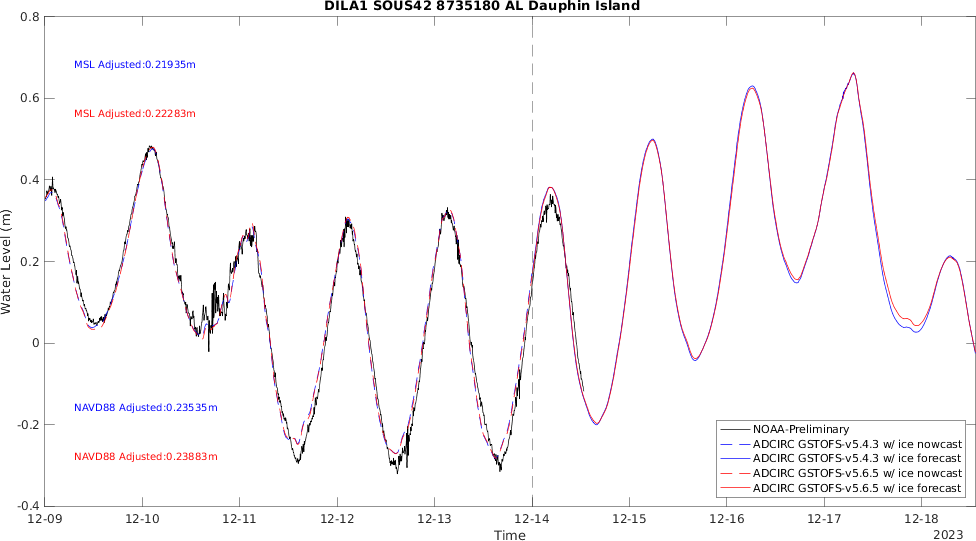 DILA1 SOUS42 8735180 AL Dauphin Island
0.8
0.6
0.4
0.2
0
-0.2
-0.4
Water Level (m)
MSL Adjusted:0.21935m
MSL Adjusted:0.22283m
NAVD88 Adjusted:0.23535m
NAVD88 Adjusted:0.23883m
NOAA-Preliminary
ADCIRC GSTOFS-v5.4.3 w/ ice nowcast
ADCIRC GSTOFS-v5.4.3 w/ ice forecast
ADCIRC GSTOFS-v5.6.5 w/ ice nowcast
ADCIRC GSTOFS-v5.6.5 w/ ice forecast
12-09 12-10 12-11 12-12 12-13 12-14 12-15 12-16 12-17 12-18
Time
2023